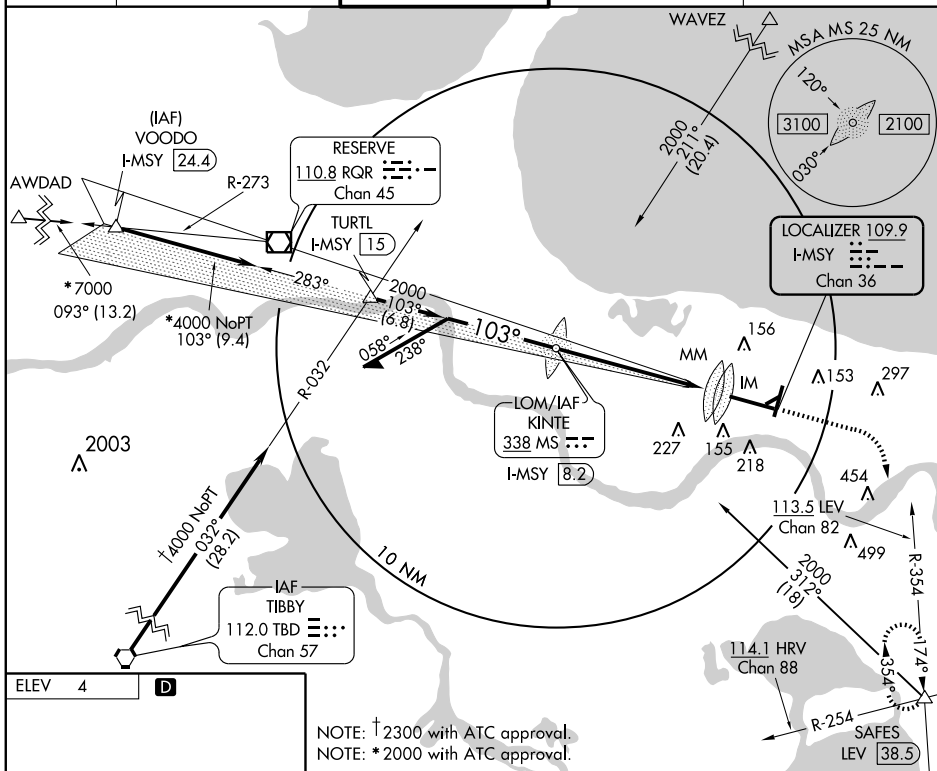 WAVEZ
MSA MS 25 NM
120°
3100
2100
030°
2000
211°
(20.4)
(IAF)
VOODO
I-MSY 24.4
RESERVE
110.8 RQR
Chan 45
R-273
AWDAD
TURTL
I-MSY 15
LOCALIZER 109.9
I-MSY
Chan 36
*7000
093° (13.2)
*4000 NoPT
103° (9.4)
283°
2000
103°
(6.8)
103°
058°
238°
MM
IM
156
153
297
R-032
LOM/IAF
KINTE
338 MS
I-MSY 8.2
227
155
218
454
2003
113.5 LEV
Chan 82
499
†4000 NoPT
032°
(28.2)
10 NM
2000
312°
(18)
R-354
IAF
TIBBY
112.0 TBD
Chan 57
114.1 HRV
Chan 88
354°
174°
R-254
SAFES
LEV 38.5
ELEV 4
D
NOTE: †2300 with ATC approval.
NOTE: *2000 with ATC approval.